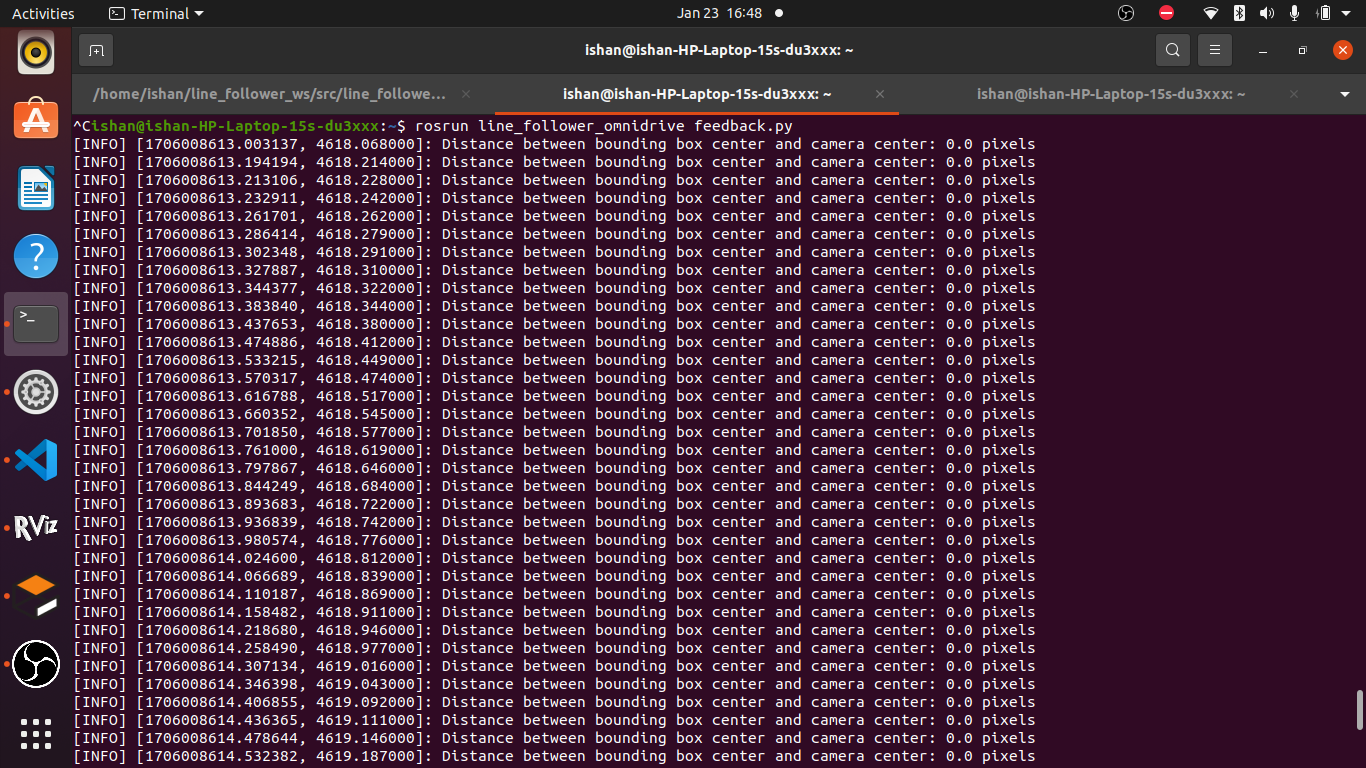 Activities
Terminal
Jan 23 16:48
ishan@ishan-HP-Laptop-15s-du3xxx: ~
/home/ishan/line_follower_ws/src/line_followe...
ishan@ishan-HP-Laptop-15s-du3xxx: ~
ishan@ishan-HP-Laptop-15s-du3xxx: ~
^Cishan@ishan-HP-Laptop-15s-du3xxx:~$ rosrun line_follower_omnidrive feedback.py
[INFO] [1706008613.003137, 4618.068000]: Distance between bounding box center and camera center: 0.0 pixels
[INFO] [1706008613.194194, 4618.214000]: Distance between bounding box center and camera center: 0.0 pixels
[INFO] [1706008613.213106, 4618.228000]: Distance between bounding box center and camera center: 0.0 pixels
[INFO] [1706008613.232911, 4618.242000]: Distance between bounding box center and camera center: 0.0 pixels
[INFO] [1706008613.261701, 4618.262000]: Distance between bounding box center and camera center: 0.0 pixels
[INFO] [1706008613.286414, 4618.279000]: Distance between bounding box center and camera center: 0.0 pixels
[INFO] [1706008613.302348, 4618.291000]: Distance between bounding box center and camera center: 0.0 pixels
[INFO] [1706008613.327887, 4618.310000]: Distance between bounding box center and camera center: 0.0 pixels
[INFO] [1706008613.344377, 4618.322000]: Distance between bounding box center and camera center: 0.0 pixels
[INFO] [1706008613.383840, 4618.344000]: Distance between bounding box center and camera center: 0.0 pixels
[INFO] [1706008613.437653, 4618.380000]: Distance between bounding box center and camera center: 0.0 pixels
[INFO] [1706008613.474886, 4618.412000]: Distance between bounding box center and camera center: 0.0 pixels
[INFO] [1706008613.533215, 4618.449000]: Distance between bounding box center and camera center: 0.0 pixels
[INFO] [1706008613.570317, 4618.474000]: Distance between bounding box center and camera center: 0.0 pixels
[INFO] [1706008613.616788, 4618.517000]: Distance between bounding box center and camera center: 0.0 pixels
[INFO] [1706008613.660352, 4618.545000]: Distance between bounding box center and camera center: 0.0 pixels
[INFO] [1706008613.701850, 4618.577000]: Distance between bounding box center and camera center: 0.0 pixels
[INFO] [1706008613.761000, 4618.619000]: Distance between bounding box center and camera center: 0.0 pixels
[INFO] [1706008613.797867, 4618.646000]: Distance between bounding box center and camera center: 0.0 pixels
[INFO] [1706008613.844249, 4618.684000]: Distance between bounding box center and camera center: 0.0 pixels
[INFO] [1706008613.893683, 4618.722000]: Distance between bounding box center and camera center: 0.0 pixels
[INFO] [1706008613.936839, 4618.742000]: Distance between bounding box center and camera center: 0.0 pixels
[INFO] [1706008613.980574, 4618.776000]: Distance between bounding box center and camera center: 0.0 pixels
[INFO] [1706008614.024600, 4618.812000]: Distance between bounding box center and camera center: 0.0 pixels
[INFO] [1706008614.066689, 4618.839000]: Distance between bounding box center and camera center: 0.0 pixels
[INFO] [1706008614.110187, 4618.869000]: Distance between bounding box center and camera center: 0.0 pixels
[INFO] [1706008614.158482, 4618.911000]: Distance between bounding box center and camera center: 0.0 pixels
[INFO] [1706008614.218680, 4618.946000]: Distance between bounding box center and camera center: 0.0 pixels
[INFO] [1706008614.258490, 4618.977000]: Distance between bounding box center and camera center: 0.0 pixels
[INFO] [1706008614.307134, 4619.016000]: Distance between bounding box center and camera center: 0.0 pixels
[INFO] [1706008614.346398, 4619.043000]: Distance between bounding box center and camera center: 0.0 pixels
[INFO] [1706008614.406855, 4619.092000]: Distance between bounding box center and camera center: 0.0 pixels
[INFO] [1706008614.436365, 4619.111000]: Distance between bounding box center and camera center: 0.0 pixels
[INFO] [1706008614.478644, 4619.146000]: Distance between bounding box center and camera center: 0.0 pixels
[INFO] [1706008614.532382, 4619.187000]: Distance between bounding box center and camera center: 0.0 pixels
RViz